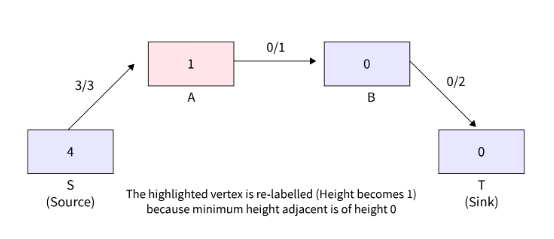 0/1
1
0
3/3
0/2
A
B
4
0
S
(Source)
T
(Sink)
The highlighted vertex is re-labelled (Height becomes 1)
because minimum height adjacent is of height 0